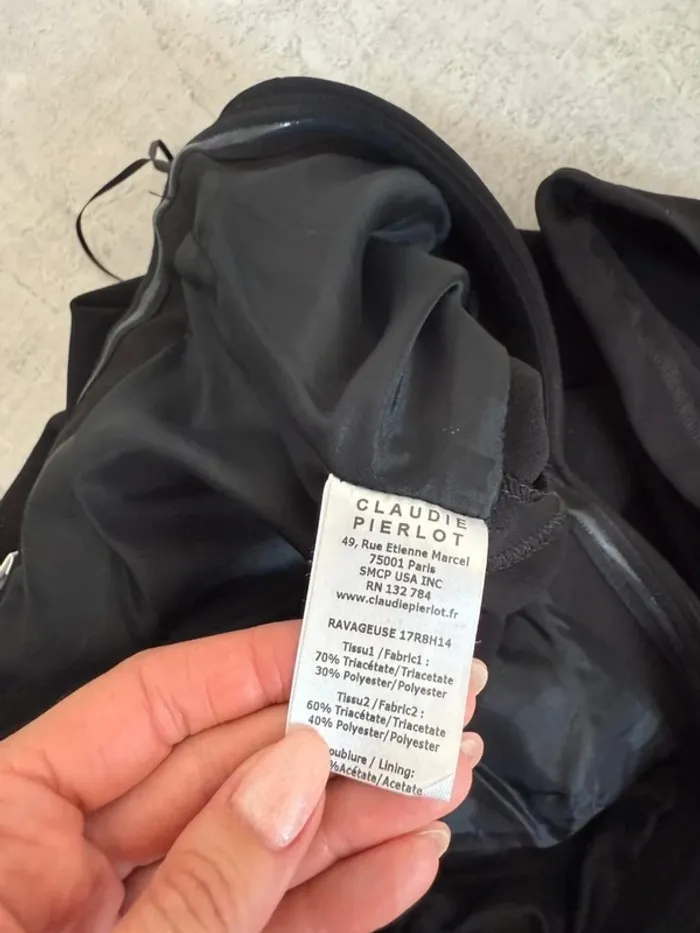 CLAUDIE
PIERLOT
49, Rue Etienne Marcel
75001 Paris
SMCP USA INC
RN 132 784
www.claudiepierlot.fr
RAVAGEUSE 17R8H14
Tissu1 /Fabric1 :
70% Triacétate/Triacetate
30% Polyester/Polyester
Tissu2 /Fabric2 :
60% Triacétate/Triacetate
40% Polyester/Polyester
oublure / Lining:
%Acétate/Acetate